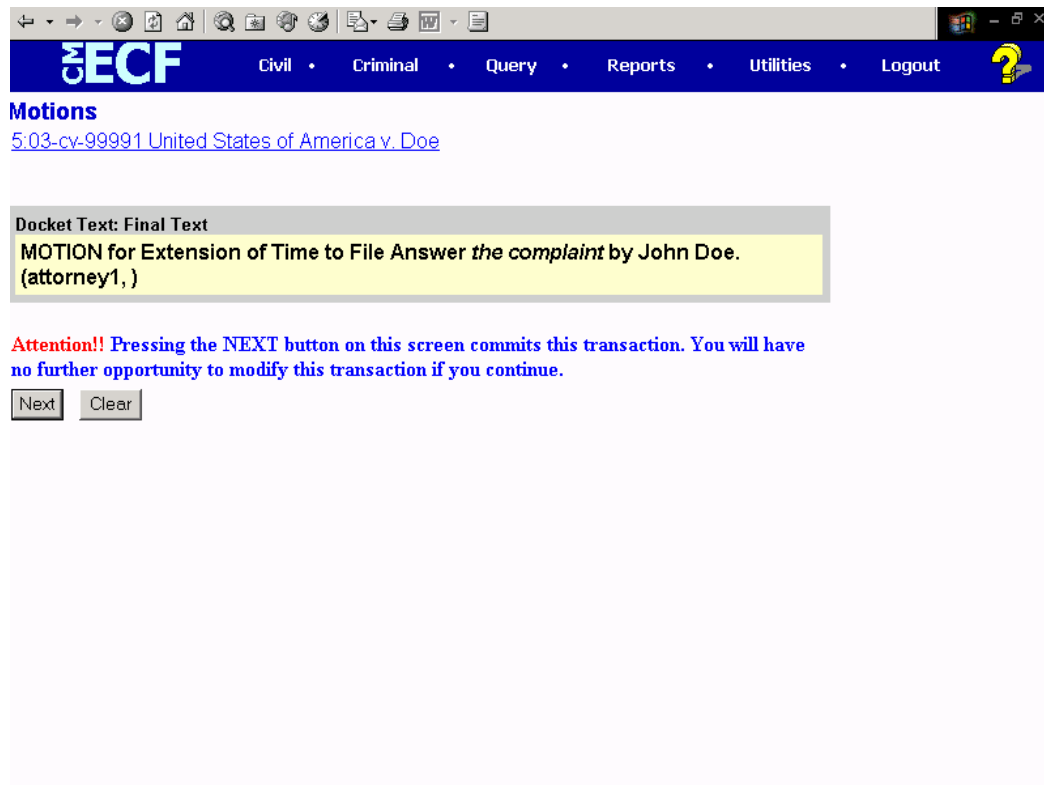 CM ECF Civil • Criminal • Query • Reports • Utilities • Logout ?
Motions
5:03-cv-99991 United States of America v. Doe
Docket Text: Final Text
MOTION for Extension of Time to File Answer the complaint by John Doe.
(attorney1, )
Attention!! Pressing the NEXT button on this screen commits this transaction. You will have
no further opportunity to modify this transaction if you continue.
Next Clear